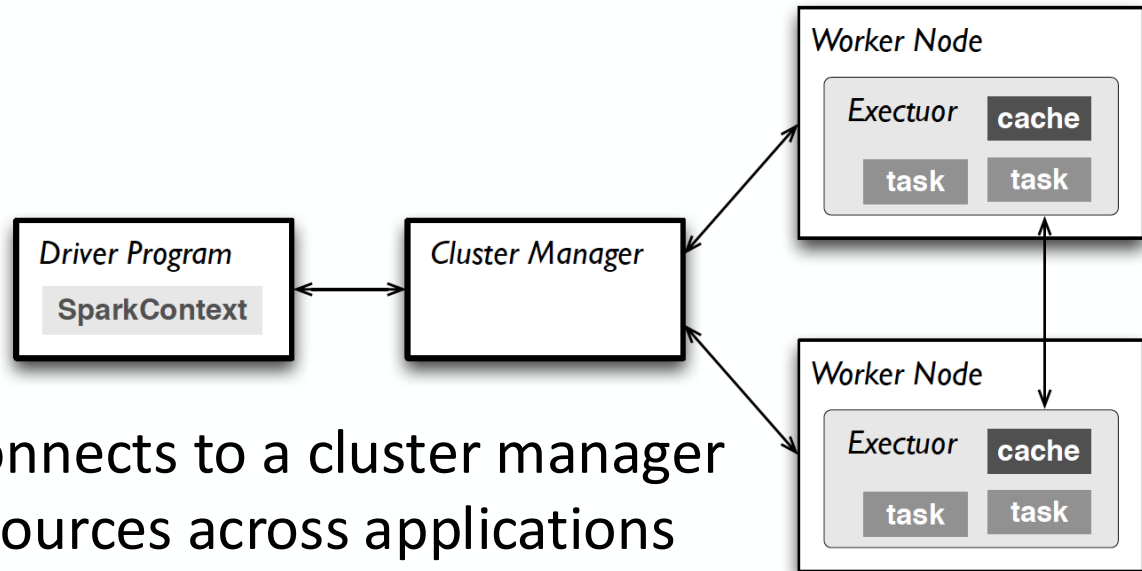 Worker Node
Exectuor
cache
task
task
Driver Program
SparkContext
Cluster Manager
Worker Node
Exectuor
cache
task
task
onnects to a cluster manager
ources across applications